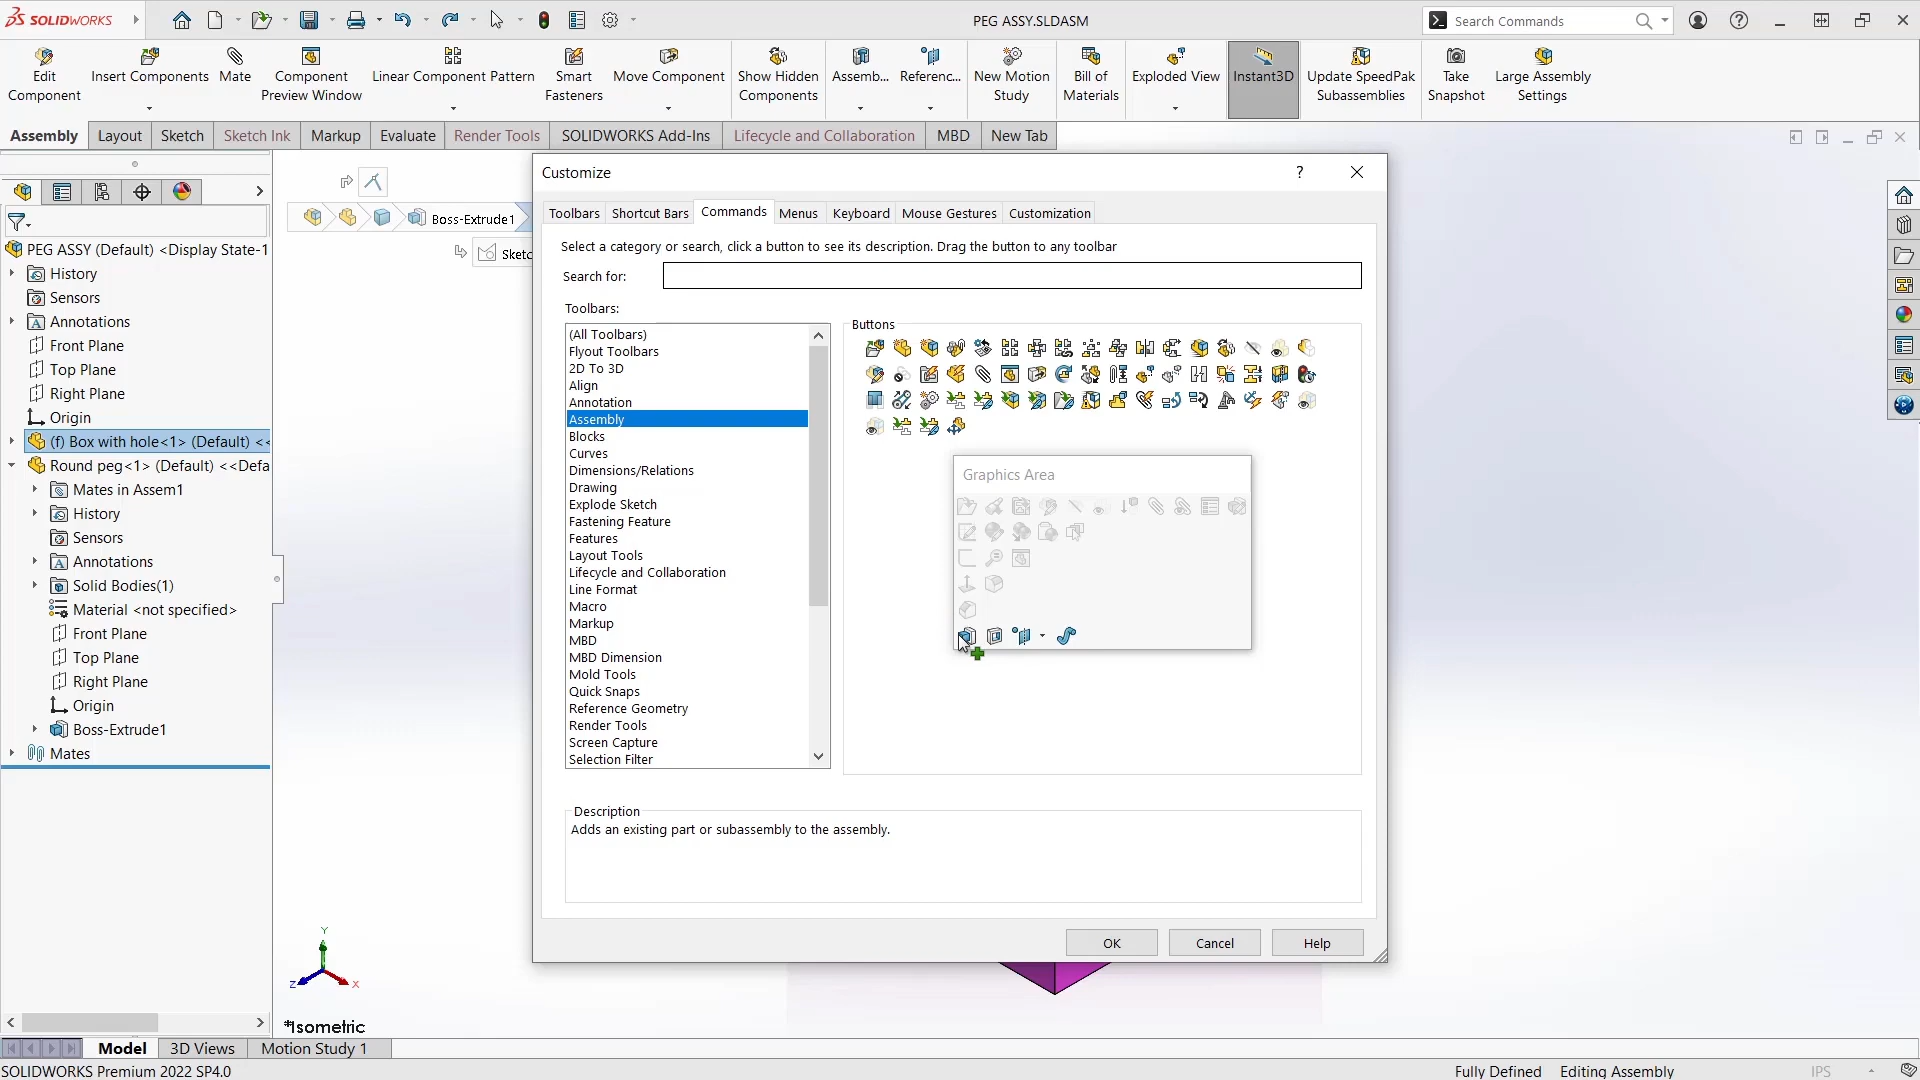 SOLIDWORKS
PEG ASSY.SLDASM
Search Commands
Edit Component
Insert Components
Mate
Component Preview Window
Linear Component Pattern
Smart Fasteners
Move Component
Show Hidden Components
Assemb...
Referenc...
New Motion Study
Bill of Materials
Exploded View
Instant3D
Update SpeedPak Subassemblies
Take Snapshot
Large Assembly Settings
Assembly
Layout
Sketch
Sketch Ink
Markup
Evaluate
Render Tools
SOLIDWORKS Add-Ins
Lifecycle and Collaboration
MBD
New Tab
PEG ASSY (Default) <Display State-1
History
Sensors
Annotations
Front Plane
Top Plane
Right Plane
Origin
(f) Box with hole<1> (Default) <<
Round peg<1> (Default) <<Defa
Mates in Assem1
History
Sensors
Annotations
Solid Bodies(1)
Material <not specified>
Front Plane
Top Plane
Right Plane
Origin
Boss-Extrude1
Mates
Boss-Extrude1
Sketc
Customize
?
Toolbars
Shortcut Bars
Commands
Menus
Keyboard
Mouse Gestures
Customization
Select a category or search, click a button to see its description. Drag the button to any toolbar
Search for:
Toolbars:
(All Toolbars)
Flyout Toolbars
2D To 3D
Align
Annotation
Assembly
Blocks
Curves
Dimensions/Relations
Drawing
Explode Sketch
Fastening Feature
Features
Layout Tools
Lifecycle and Collaboration
Line Format
Macro
Markup
MBD
MBD Dimension
Mold Tools
Quick Snaps
Reference Geometry
Render Tools
Screen Capture
Selection Filter
Buttons
Graphics Area
Description
Adds an existing part or subassembly to the assembly.
OK
Cancel
Help
Y
Z
X
*Isometric
Model
3D Views
Motion Study 1
SOLIDWORKS Premium 2022 SP4.0
Fully Defined
Editing Assembly
IPS